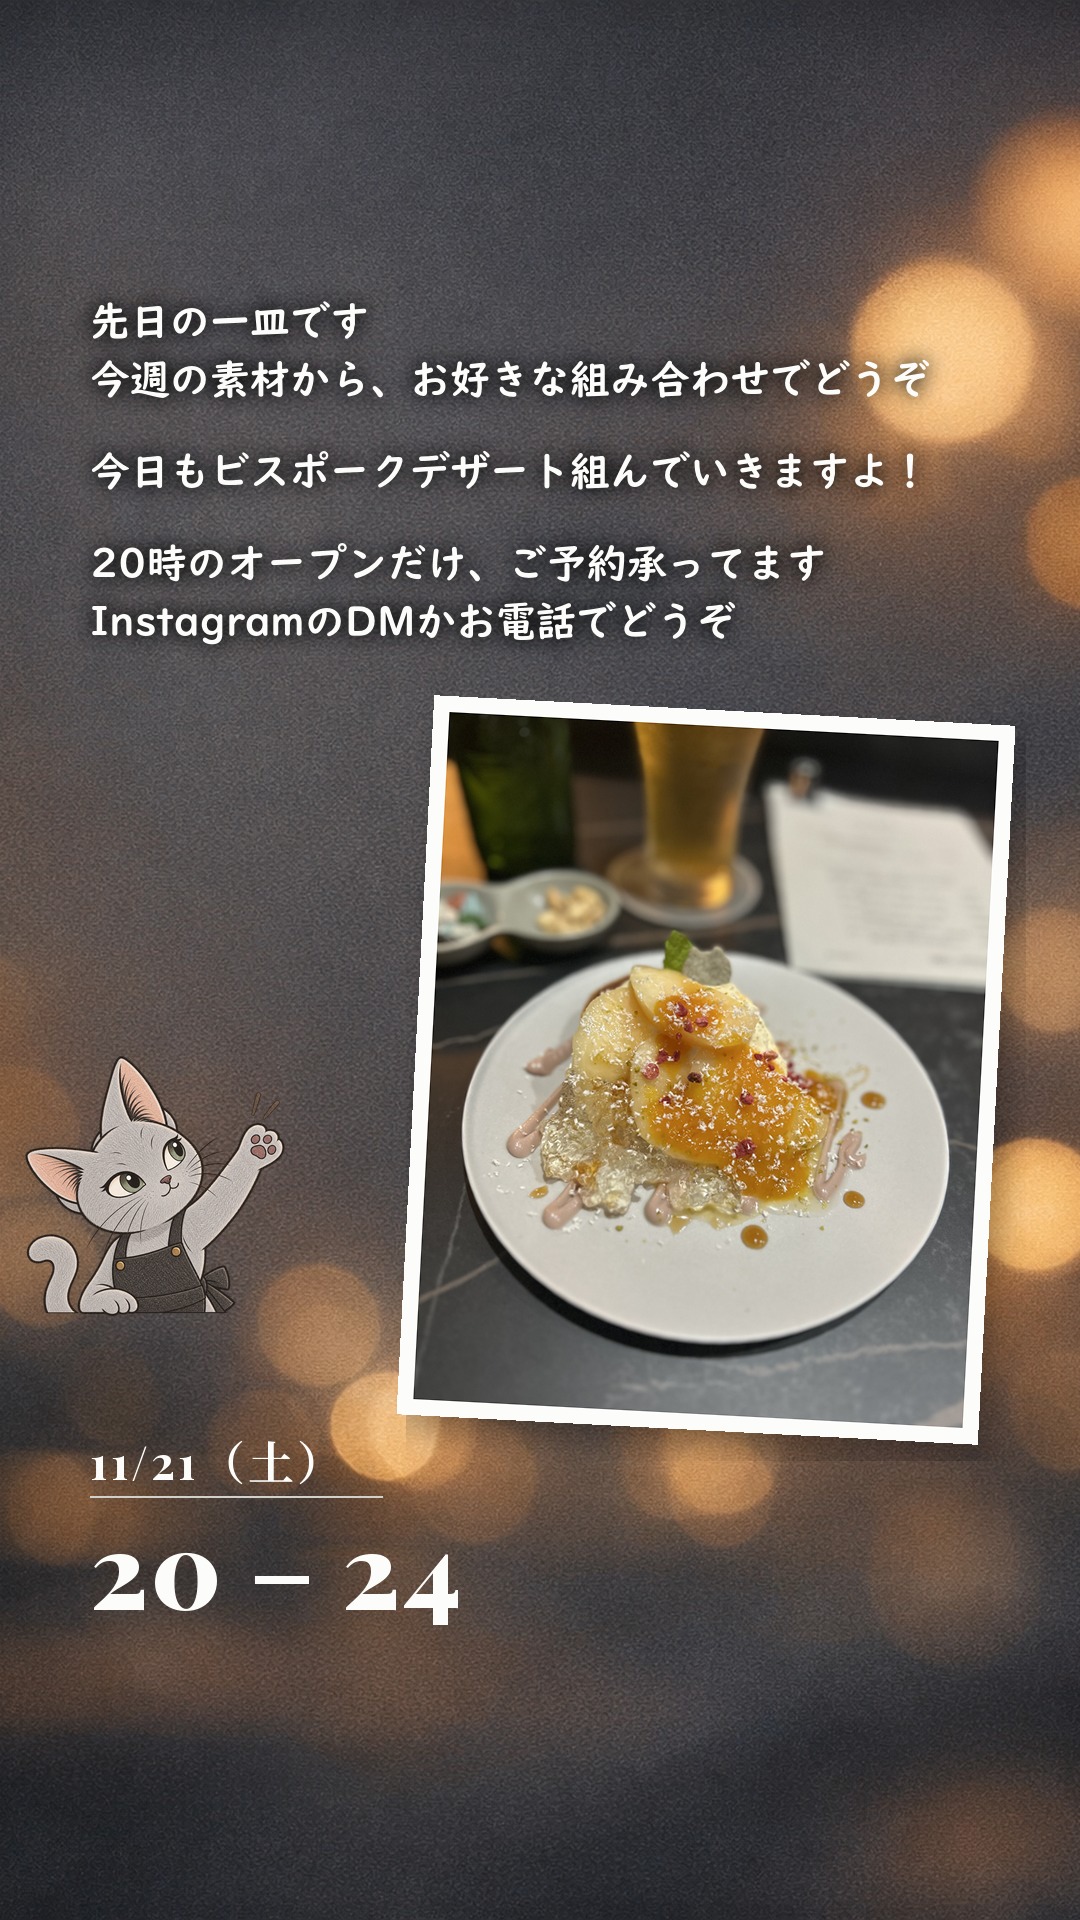 先日の一皿です
今週の素材から、お好きな組み合わせでどうぞ
今日もビスポークデザート組んでいきますよ！
20時のオープンだけ、ご予約承ってます
InstagramのDMかお電話でどうぞ
11/21（土）
20 – 24